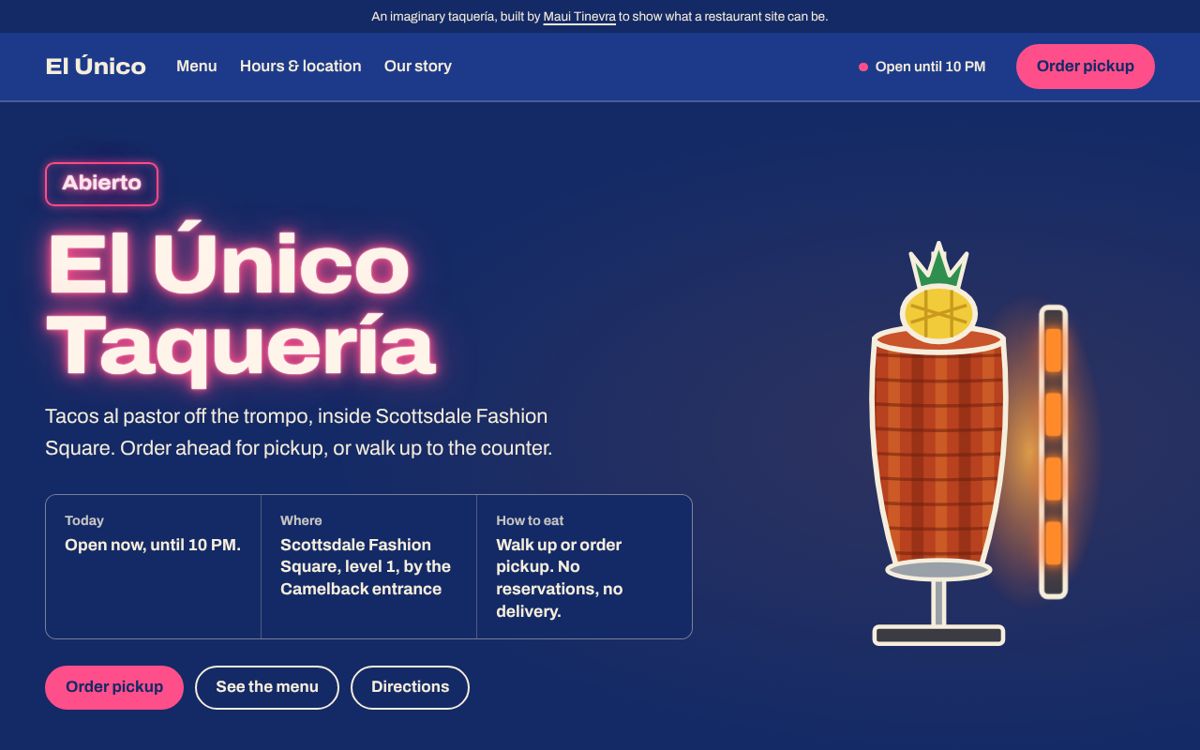 An imaginary taquería, built by Maui Tinevra to show what a restaurant site can be.
El Único
Menu
Hours & location
Our story
Open until 10 PM
Order pickup
Abierto
El Único
Taquería
Tacos al pastor off the trompo, inside Scottsdale Fashion
Square. Order ahead for pickup, or walk up to the counter.
Today
Open now, until 10 PM.
Where
Scottsdale Fashion
Square, level 1, by the
Camelback entrance
How to eat
Walk up or order
pickup. No
reservations, no
delivery.
Order pickup
See the menu
Directions